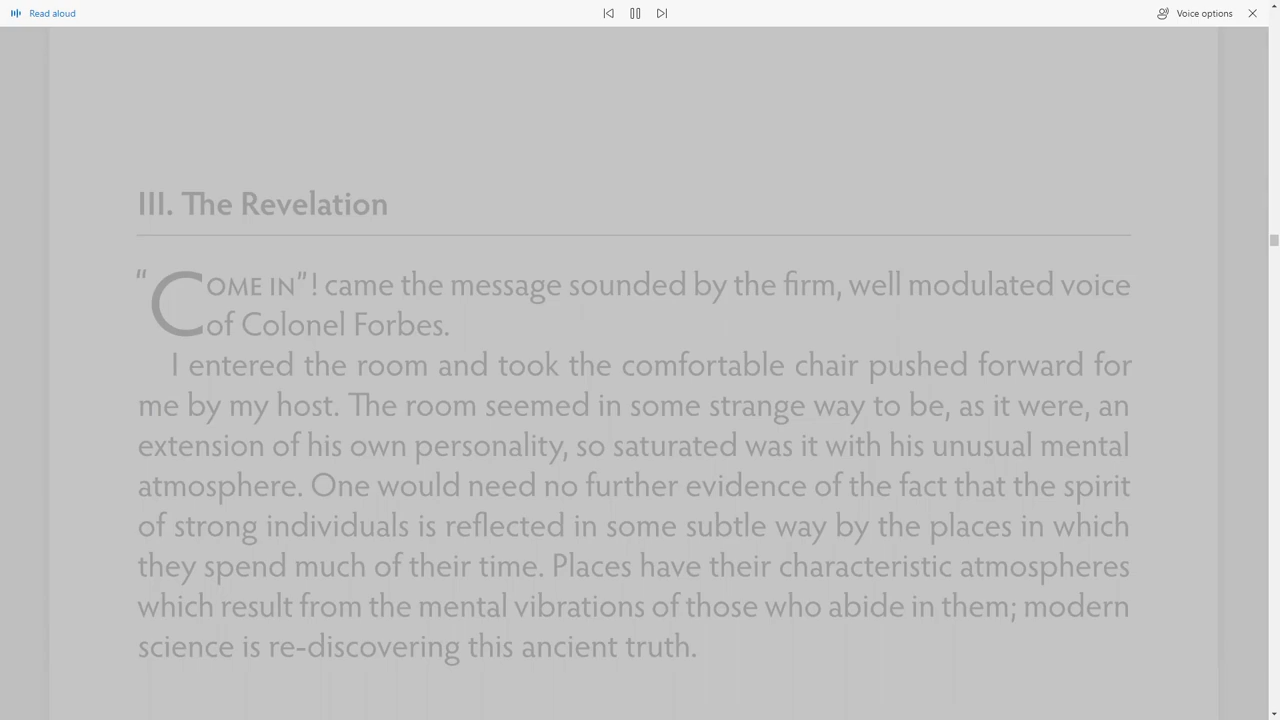 Read aloud
Voice options
III. The Revelation
“COME IN”! came the message sounded by the firm, well modulated voice
of Colonel Forbes.
I entered the room and took the comfortable chair pushed forward for
me by my host. The room seemed in some strange way to be, as it were, an
extension of his own personality, so saturated was it with his unusual mental
atmosphere. One would need no further evidence of the fact that the spirit
of strong individuals is reflected in some subtle way by the places in which
they spend much of their time. Places have their characteristic atmospheres
which result from the mental vibrations of those who abide in them; modern
science is re-discovering this ancient truth.